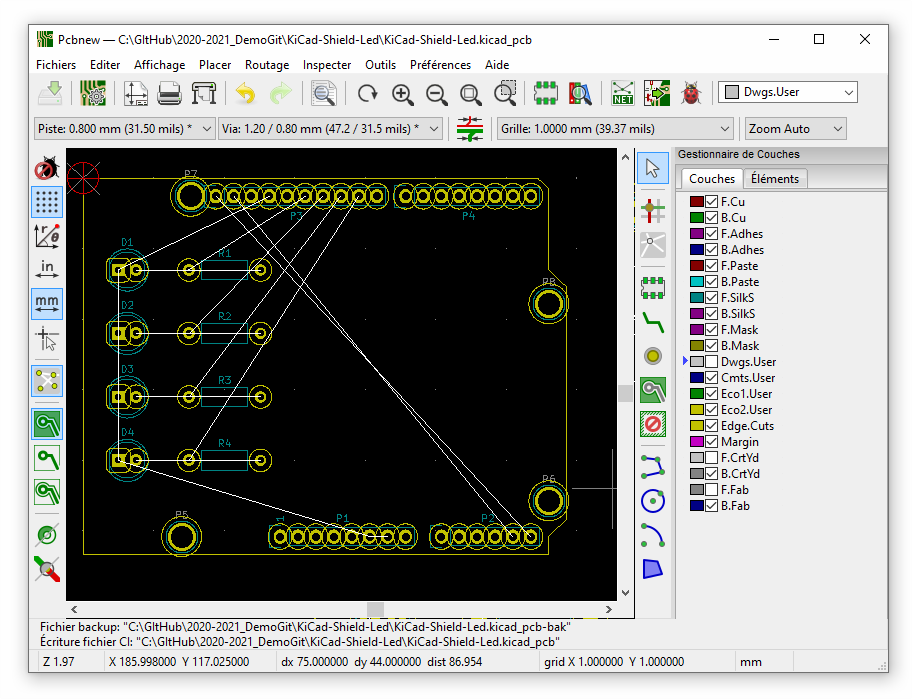 Pcbnew — C:\GItHub\2020-2021_DemoGit\KiCad-Shield-Led\KiCad-Shield-Led.kicad_pcb
Fichiers Editer Affichage Placer Routage Inspecter Outils Préférences Aide
NET
Dwgs.User
Piste: 0.800 mm (31.50 mils) *
Via: 1.20 / 0.80 mm (47.2 / 31.5 mils) *
Grille: 1.0000 mm (39.37 mils)
Zoom Auto
r/θ
in
mm
P7
P3
P4
D1
R1
P8
D2
R2
D3
R3
D4
R4
P6
P5
1
P1
P2
Gestionnaire de Couches
Couches Éléments
F.Cu
B.Cu
F.Adhes
B.Adhes
F.Paste
B.Paste
F.SilkS
B.SilkS
F.Mask
B.Mask
Dwgs.User
Cmts.User
Eco1.User
Eco2.User
Edge.Cuts
Margin
F.CrtYd
B.CrtYd
F.Fab
B.Fab
Fichier backup: "C:\GItHub\2020-2021_DemoGit\KiCad-Shield-Led\KiCad-Shield-Led.kicad_pcb-bak"
Écriture fichier CI: "C:\GItHub\2020-2021_DemoGit\KiCad-Shield-Led\KiCad-Shield-Led.kicad_pcb"
Z 1.97 X 185.998000 Y 117.025000 dx 75.000000 dy 44.000000 dist 86.954 grid X 1.000000 Y 1.000000 mm